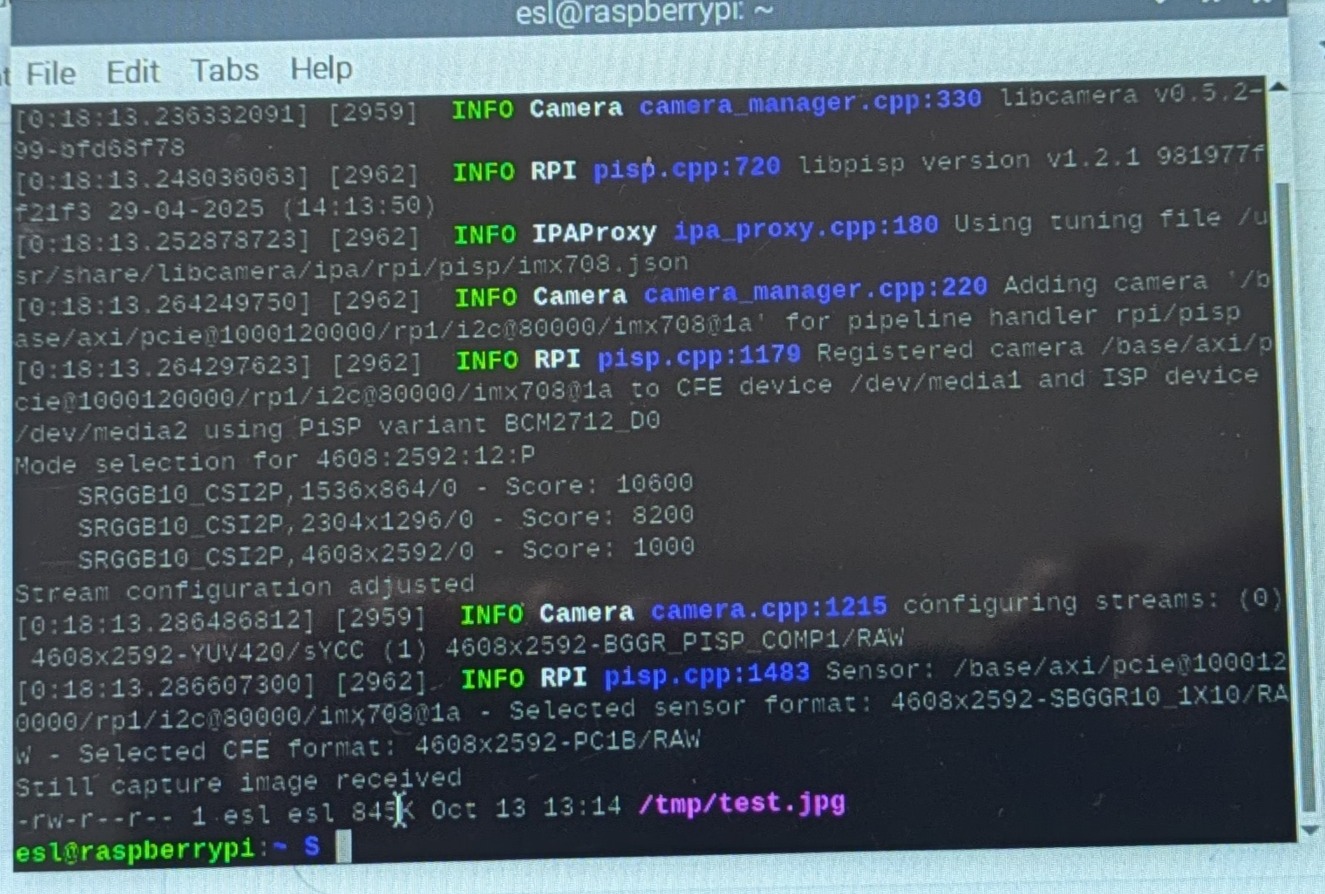 esl@raspberrypi: ~
File Edit Tabs Help
[0:18:13.236332091] [2959] INFO Camera camera_manager.cpp:330 libcamera v0.5.2-
99-bfd68f78
[0:18:13.248036063] [2962] INFO RPI pisp.cpp:720 libpisp version v1.2.1 981977f
f21f3 29-04-2025 (14:13:50)
[0:18:13.252878723] [2962] INFO IPAProxy ipa_proxy.cpp:180 Using tuning file /u
sr/share/libcamera/ipa/rpi/pisp/imx708.json
[0:18:13.264249750] [2962] INFO Camera camera_manager.cpp:220 Adding camera '/b
ase/axi/pcie@1000120000/rp1/i2c@80000/imx708@1a' for pipeline handler rpi/pisp
[0:18:13.264297623] [2962] INFO RPI pisp.cpp:1179 Registered camera /base/axi/p
cie@1000120000/rp1/i2c@80000/imx708@1a to CFE device /dev/media1 and ISP device
/dev/media2 using PiSP variant BCM2712_D0
Mode selection for 4608:2592:12:P
SRGGB10_CSI2P,1536x864/0 - Score: 10600
SRGGB10_CSI2P,2304x1296/0 - Score: 8200
SRGGB10_CSI2P,4608x2592/0 - Score: 1000
Stream configuration adjusted
[0:18:13.286486812] [2959] INFO Camera camera.cpp:1215 configuring streams: (0)
4608x2592-YUV420/sYCC (1) 4608x2592-BGGR_PISP_COMP1/RAW
[0:18:13.286607300] [2962] INFO RPI pisp.cpp:1483 Sensor: /base/axi/pcie@100012
0000/rp1/i2c@80000/imx708@1a - Selected sensor format: 4608x2592-SBGGR10_1X10/RA
W - Selected CFE format: 4608x2592-PC1B/RAW
Still capture image received
-rw-r--r-- 1 esl esl 845K Oct 13 13:14 /tmp/test.jpg
esl@raspberrypi:~ $